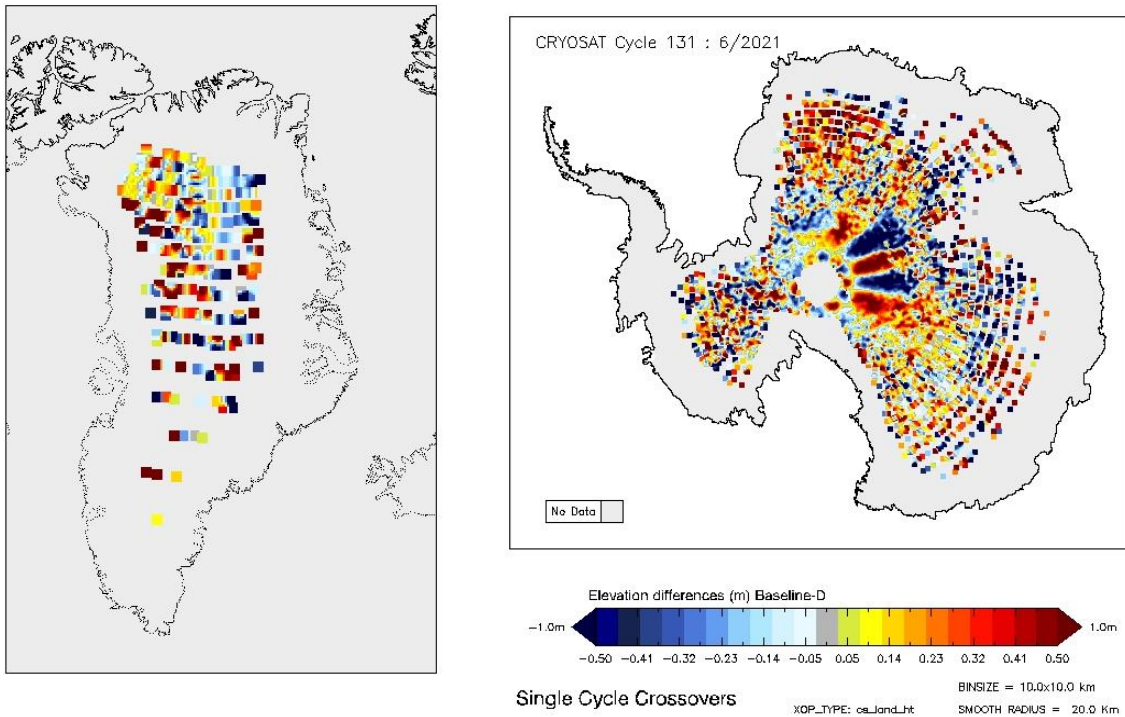 CRYOSAT Cycle 131 : 6/2021
No Data
Elevation differences (m) Baseline-D
-1.0m
1.0m
-0.50 -0.41 -0.32 -0.23 -0.14 -0.05 0.05 0.14 0.23 0.32 0.41 0.50
Single Cycle Crossovers
XOP_TYPE: ca_land_ht
BINSIZE = 10.0x10.0 km
SMOOTH RADIUS = 20.0 Km